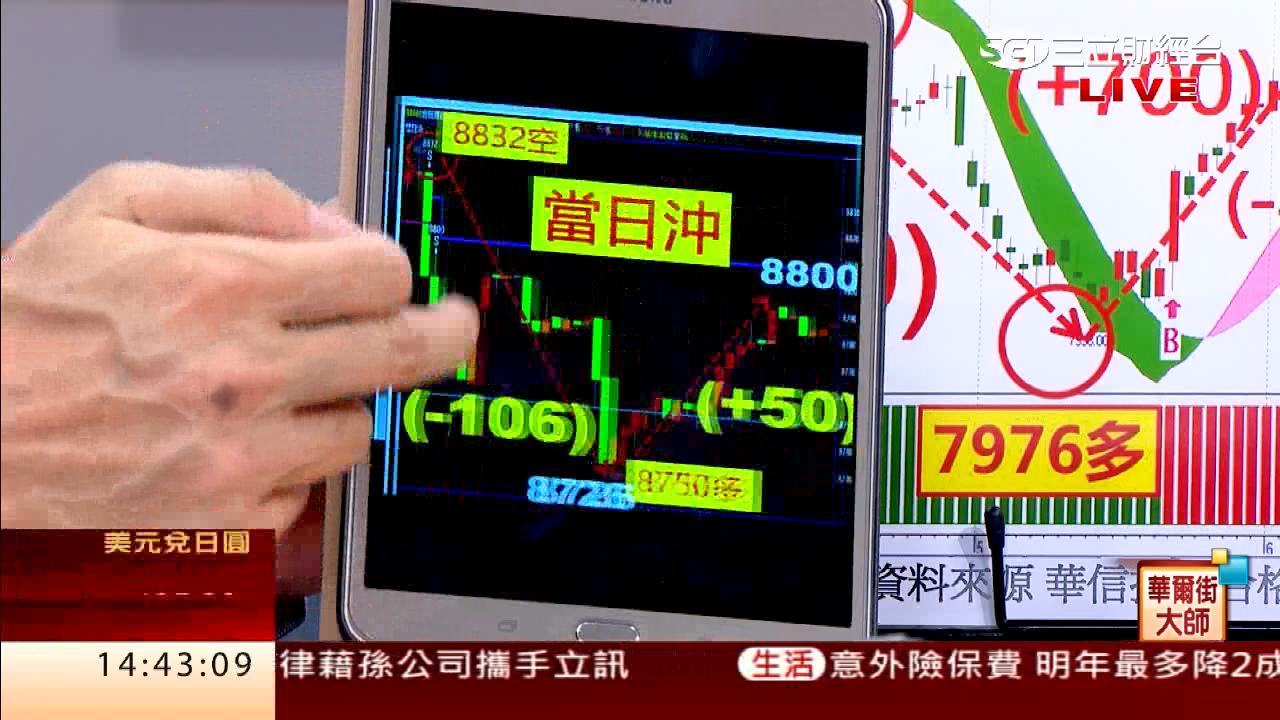 三立財經台
LIVE
(+700)
8832空
當日沖
8800
(-106)
(+50)
8726
8750多
B
7976多
資料來源 華信
華爾街
大師
美元兌日圓
14:43:09
律藉孫公司攜手立訊
生活 意外險保費 明年最多降2成